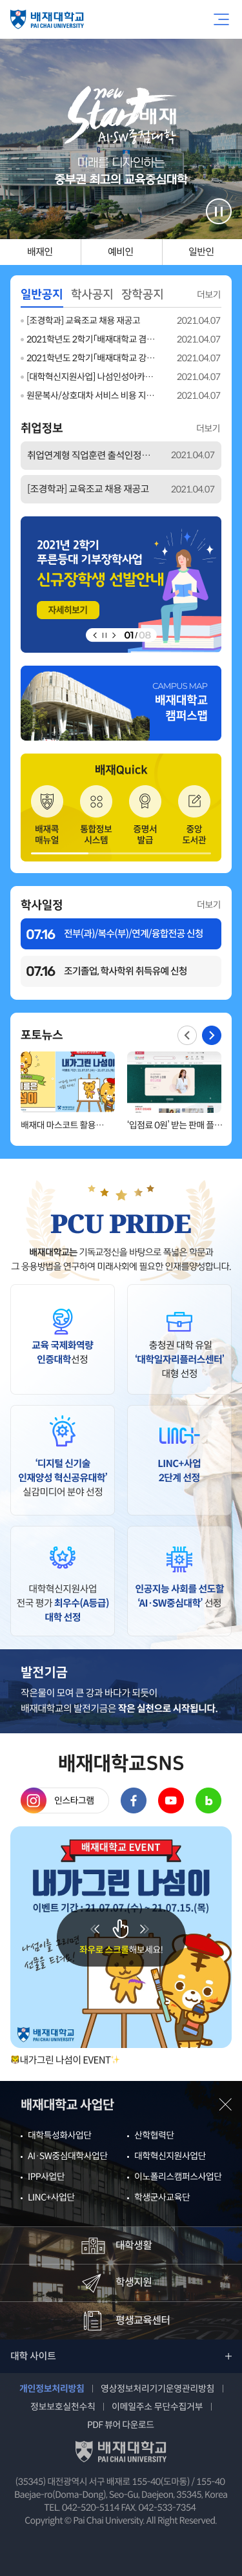 배재대학교
PAI CHAI UNIVERSITY
new
Start 배재
AI·SW중심대학
미래를 디자인하는
중부권 최고의 교육중심대학
배재인
예비인
일반인
일반공지 학사공지 장학공지 더보기
[조경학과] 교육조교 채용 재공고 2021.04.07
2021학년도 2학기「배재대학교 겸… 2021.04.07
2021학년도 2학기「배재대학교 강… 2021.04.07
[대학혁신지원사업] 나섬인성아카… 2021.04.07
원문복사/상호대차 서비스 비용 지… 2021.04.07
취업정보 더보기
취업연계형 직업훈련 출석인정… 2021.04.07
[조경학과] 교육조교 채용 재공고 2021.04.07
2021년도 2학기
푸른등대 기부장학사업
신규장학생 선발안내
자세히보기
01 / 08
CAMPUS MAP
배재대학교
캠퍼스맵
배재Quick
배재콕
매뉴얼
통합정보
시스템
증명서
발급
중앙
도서관
학사일정 더보기
07.16 전부(과)/복수(부)/연계/융합전공 신청
07.16 조기졸업, 학사학위 취득유예 신청
포토뉴스
내가그린 나섬이
배재대 마스코트 활용…
'입점료 0원' 받는 판매 플…
PCU PRIDE
배재대학교는 기독교정신을 바탕으로 폭넓은 학문과
그 응용방법을 연구하여 미래사회에 필요한 인재를양성합니다.
교육 국제화역량
인증대학선정
충청권 대학 유일
'대학일자리플러스센터'
대형 선정
'디지털 신기술
인재양성 혁신공유대학'
실감미디어 분야 선정
LINC+
LINC+사업
2단계 선정
대학혁신지원사업
전국 평가 최우수(A등급)
대학 선정
인공지능 사회를 선도할
'AI·SW중심대학' 선정
발전기금
작은물이 모여 큰 강과 바다가 되듯이
배재대학교의 발전기금은 작은 실천으로 시작됩니다.
배재대학교SNS
인스타그램
배재대학교 EVENT
내가그린 나섬이
이벤트 기간 : 21.07.07.(수) ~ 21.07.15.(목)
나섬이를 그리면
선물을 드려요!
좌우로 스크롤해보세요!
배재대학교
PAI CHAI UNIVERSITY
내가그린 나섬이 EVENT
배재대학교 사업단
대학특성화사업단
산학협력단
AI·SW중심대학사업단
대학혁신지원사업단
IPP사업단
이노폴리스캠퍼스사업단
LINC+사업단
학생군사교육단
대학생활
학생지원
평생교육센터
대학 사이트 +
개인정보처리방침 | 영상정보처리기기운영관리방침 |
정보보호실천수칙 | 이메일주소 무단수집거부 |
PDF 뷰어 다운로드
배재대학교
PAI CHAI UNIVERSITY
(35345) 대전광역시 서구 배재로 155-40(도마동) / 155-40
Baejae-ro(Doma-Dong), Seo-Gu, Daejeon, 35345, Korea
TEL. 042-520-5114 FAX. 042-533-7354
Copyright © Pai Chai University. All Right Reserved.